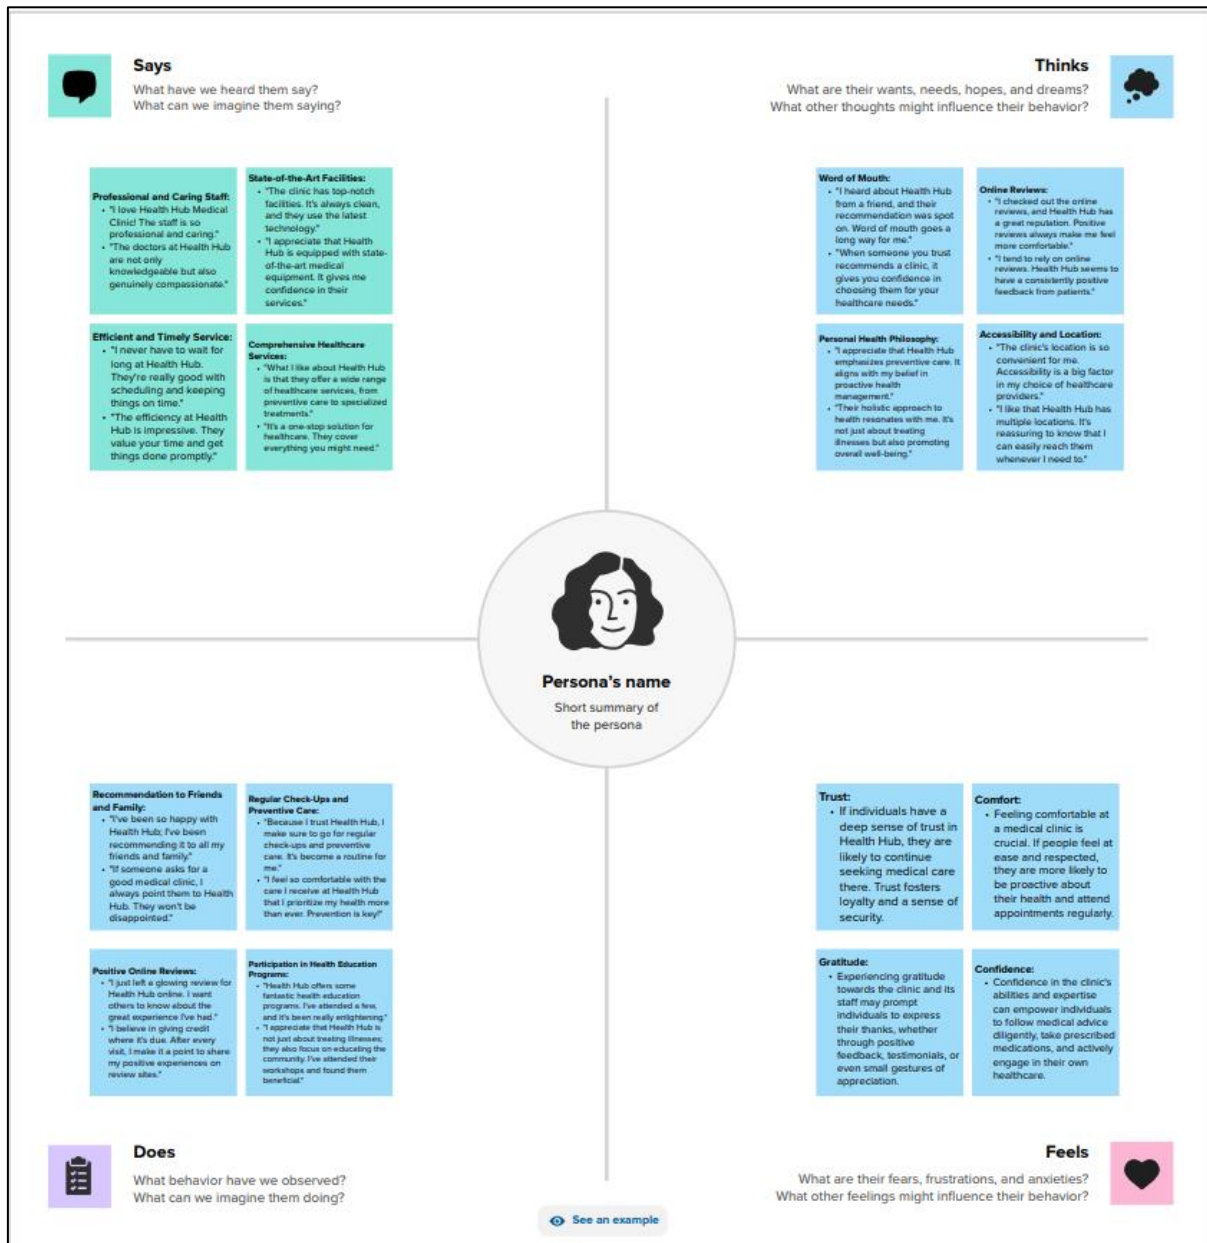 Says
What have we heard them say?
What can we imagine them saying?
Thinks
What are their wants, needs, hopes, and dreams?
What other thoughts might influence their behavior?
Professional and Caring Staff:
• "I love Health Hub Medical
Clinic! The staff is so
professional and caring."
• "The doctors at Health Hub
are not only
knowledgeable but also
genuinely compassionate."
State-of-the-Art Facilities:
• "The clinic has top-notch
facilities. It's always clean,
and they use the latest
technology."
• "I appreciate that Health
Hub is equipped with state-
of-the-art medical
equipment. It gives me
confidence in their
services."
Efficient and Timely Service:
• "I never have to wait for
long at Health Hub.
They're really good with
scheduling and keeping
things on time."
• "The efficiency at Health
Hub is impressive. They
value your time and get
things done promptly."
Comprehensive Healthcare
Services:
• "What I like about Health Hub
is that they offer a wide range
of healthcare services, from
preventive care to specialized
treatments."
• "It's a one-stop solution for
healthcare. They cover
everything you might need."
Word of Mouth:
• "I heard about Health Hub
from a friend, and their
recommendation was spot
on. Word of mouth goes a
long way for me."
• "When someone you trust
recommends a clinic, it
gives you confidence in
choosing them for your
healthcare needs."
Online Reviews:
• "I checked out the online
reviews, and Health Hub has
a great reputation. Positive
reviews always make me feel
more comfortable."
• "I tend to rely on online
reviews. Health Hub seems to
have a consistently positive
feedback from patients."
Personal Health Philosophy:
• "I appreciate that Health Hub
emphasizes preventive care. It
aligns with my belief in
proactive health
management."
• "Their holistic approach to
health resonates with me. It's
not just about treating
illnesses but also promoting
overall well-being."
Accessibility and Location:
• "The clinic's location is so
convenient for me.
Accessibility is a big factor
in my choice of healthcare
providers."
• "I like that Health Hub has
multiple locations. It's
reassuring to know that I
can easily reach them
whenever I need to."
Persona's name
Short summary of
the persona
Recommendation to Friends
and Family:
• "I've been so happy with
Health Hub; I've been
recommending it to all my
friends and family."
• "If someone asks for a
good medical clinic, I
always point them to Health
Hub. They won't be
disappointed."
Regular Check-Ups and
Preventive Care:
• "Because I trust Health Hub, I
make sure to go for regular
check-ups and preventive
care. It's become a routine for
me."
• "I feel so comfortable with the
care I receive at Health Hub
that I prioritize my health more
than ever. Prevention is key!"
Positive Online Reviews:
• "I just left a glowing review for
Health Hub online. I want
others to know about the
great experience I've had."
• "I believe in giving credit
where it's due. After every
visit, I make it a point to share
my positive experiences on
review sites."
Participation in Health Education
Programs:
• "Health Hub offers some
fantastic health education
programs. I've attended a few,
and it's been really enlightening."
• "I appreciate that Health Hub is
not just about treating illnesses;
they also focus on educating the
community. I've attended their
workshops and found them
beneficial."
Trust:
• If individuals have a
deep sense of trust in
Health Hub, they are
likely to continue
seeking medical care
there. Trust fosters
loyalty and a sense of
security.
Comfort:
• Feeling comfortable at
a medical clinic is
crucial. If people feel at
ease and respected,
they are more likely to
be proactive about
their health and attend
appointments regularly.
Gratitude:
• Experiencing gratitude
towards the clinic and its
staff may prompt
individuals to express
their thanks, whether
through positive
feedback, testimonials, or
even small gestures of
appreciation.
Confidence:
• Confidence in the clinic's
abilities and expertise
can empower individuals
to follow medical advice
diligently, take prescribed
medications, and actively
engage in their own
healthcare.
Does
What behavior have we observed?
What can we imagine them doing?
Feels
What are their fears, frustrations, and anxieties?
What other feelings might influence their behavior?
See an example